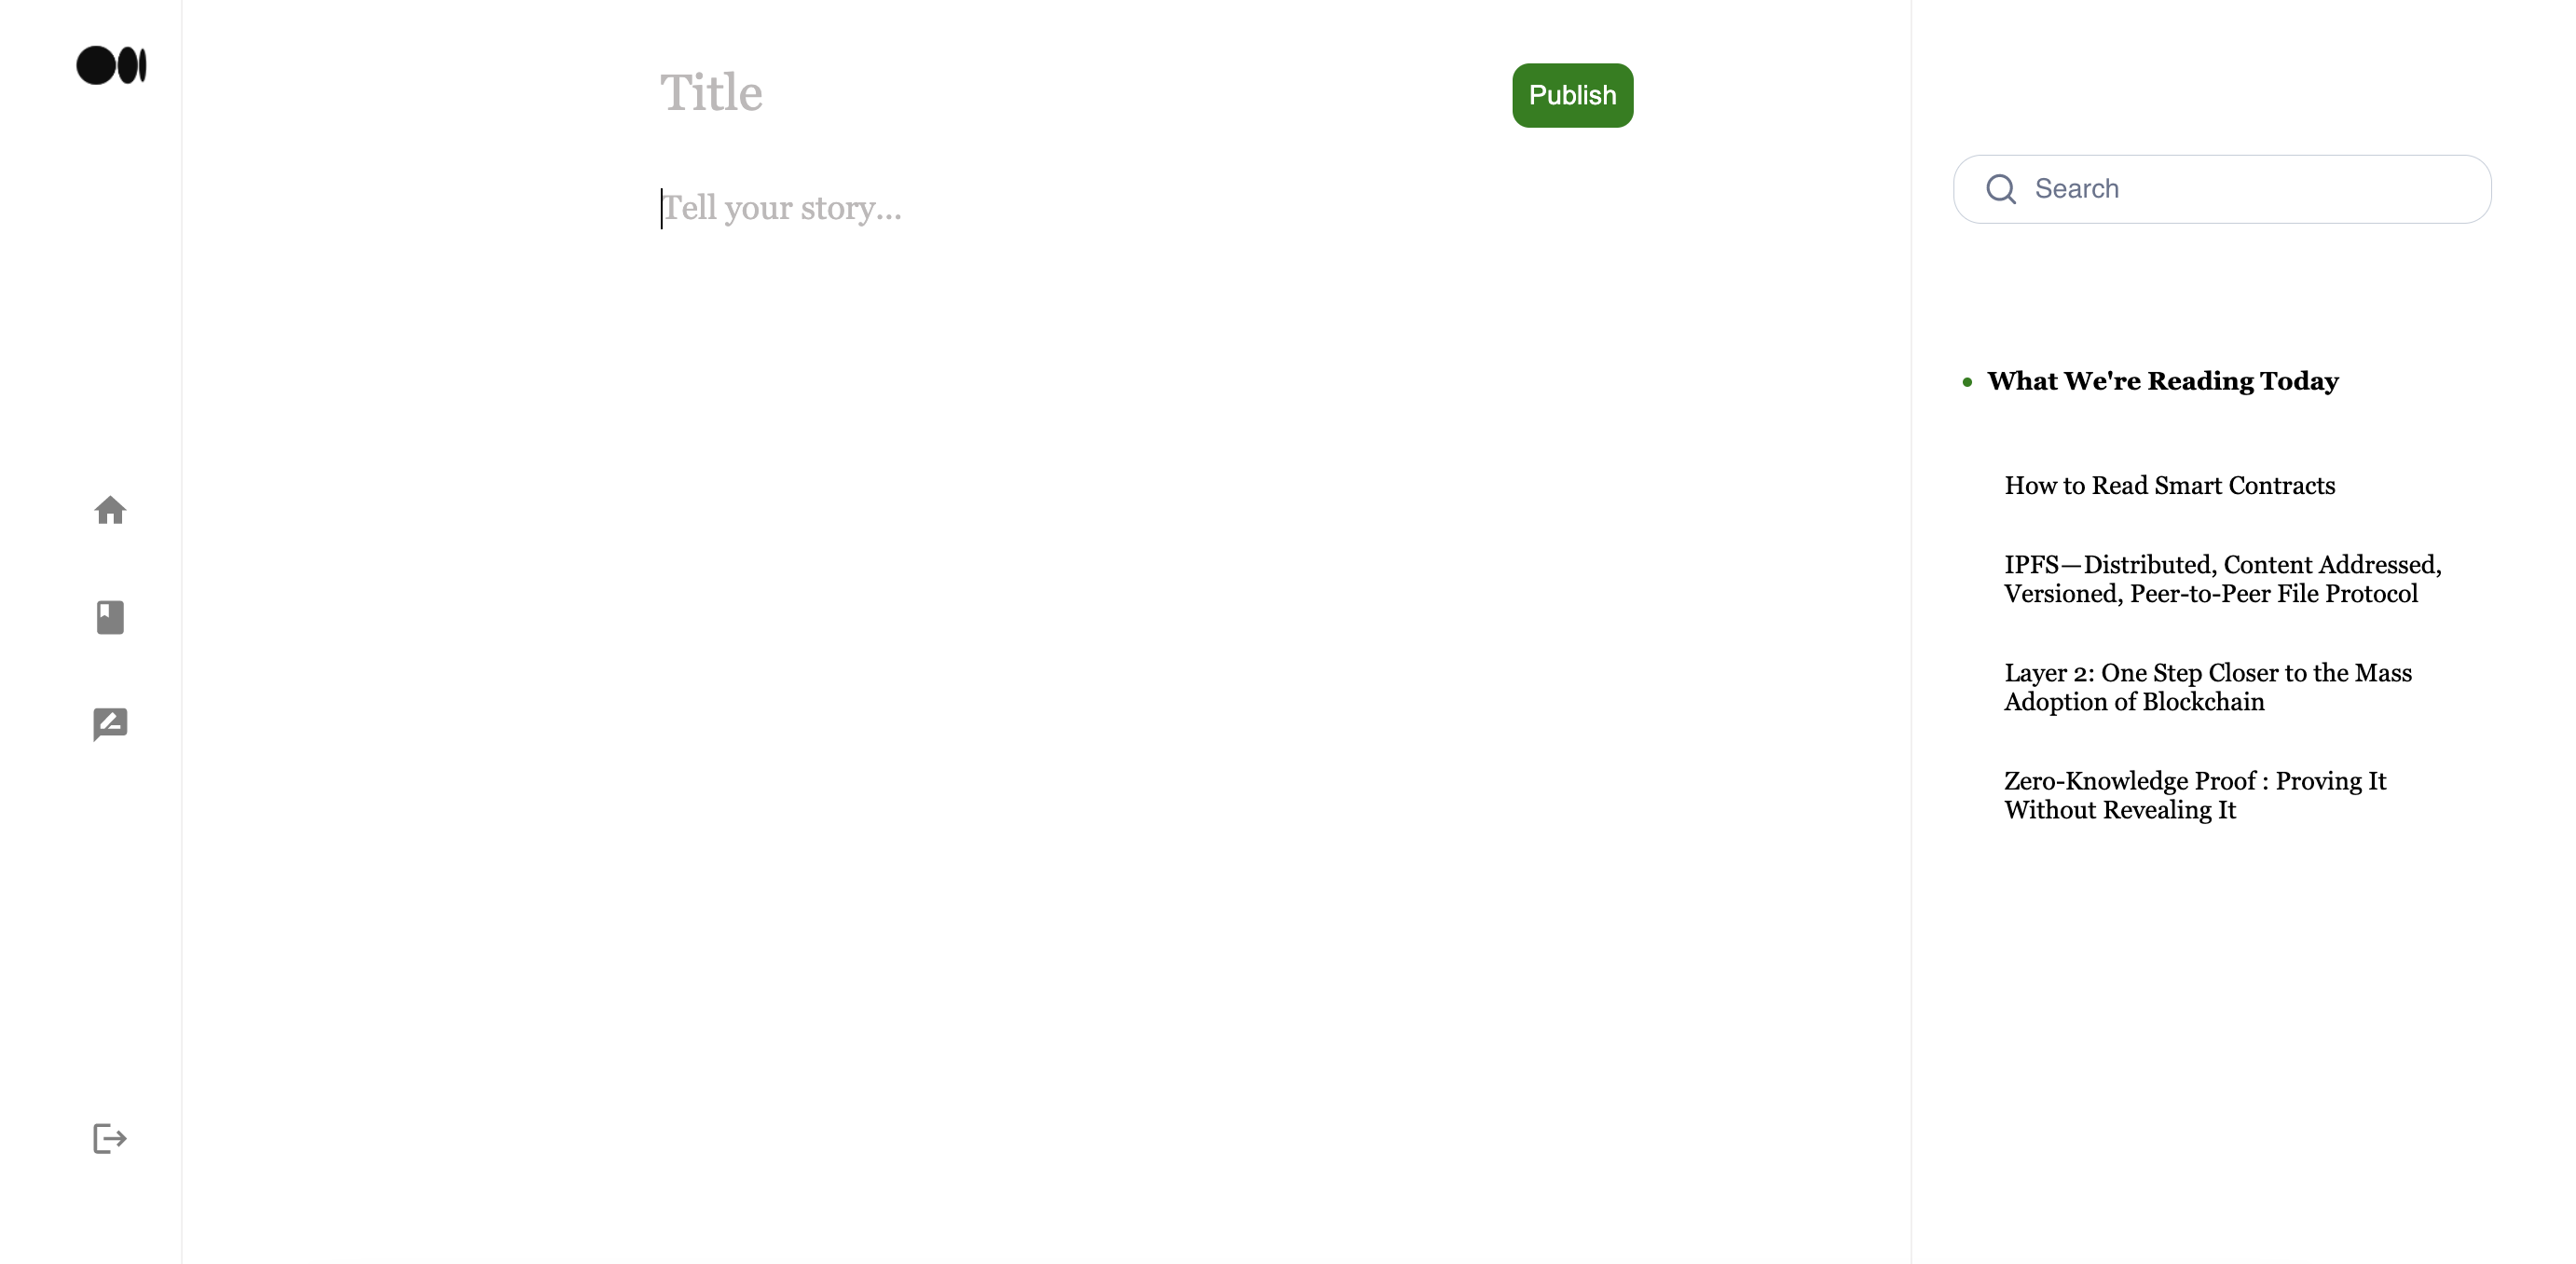 Title
Publish
Tell your story...
Search
What We're Reading Today
How to Read Smart Contracts
IPFS—Distributed, Content Addressed,
Versioned, Peer-to-Peer File Protocol
Layer 2: One Step Closer to the Mass
Adoption of Blockchain
Zero-Knowledge Proof : Proving It
Without Revealing It